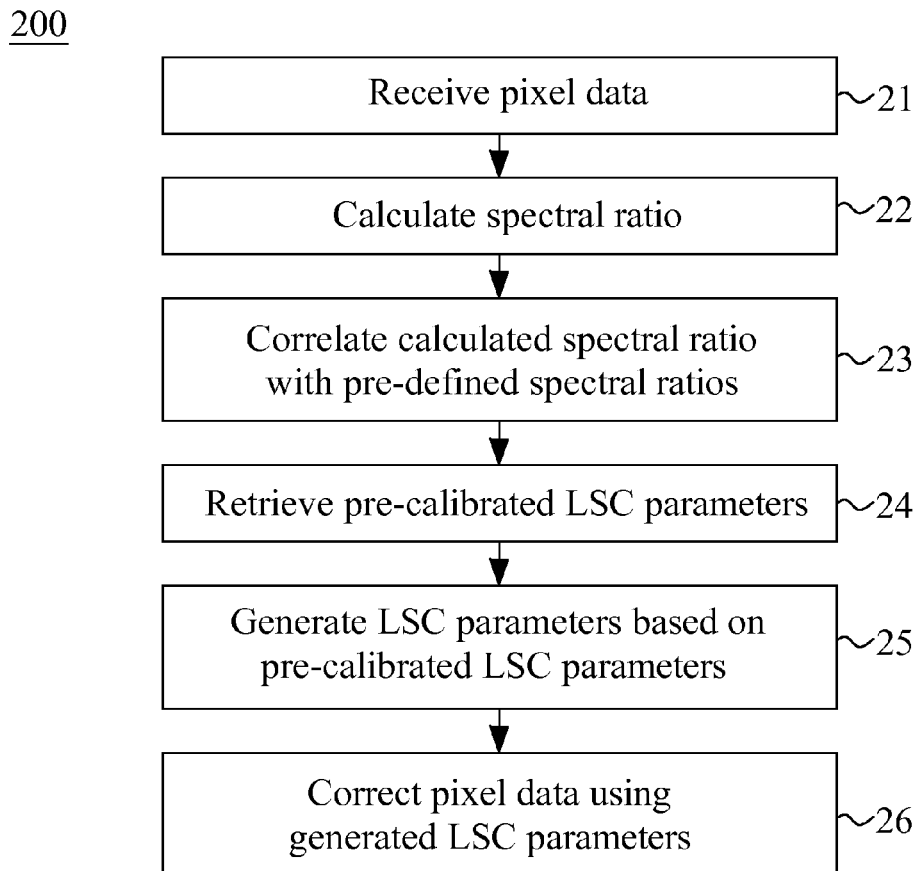 200
Receive pixel data
21
Calculate spectral ratio
22
Correlate calculated spectral ratio
with pre-defined spectral ratios
23
Retrieve pre-calibrated LSC parameters
24
Generate LSC parameters based on
pre-calibrated LSC parameters
25
Correct pixel data using
generated LSC parameters
26